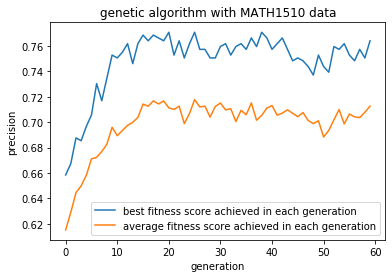 genetic algorithm with MATH1510 data
precision
0.76
0.74
0.72
0.70
0.68
0.66
0.64
0.62
best fitness score achieved in each generation
average fitness score achieved in each generation
0 10 20 30 40 50 60
generation